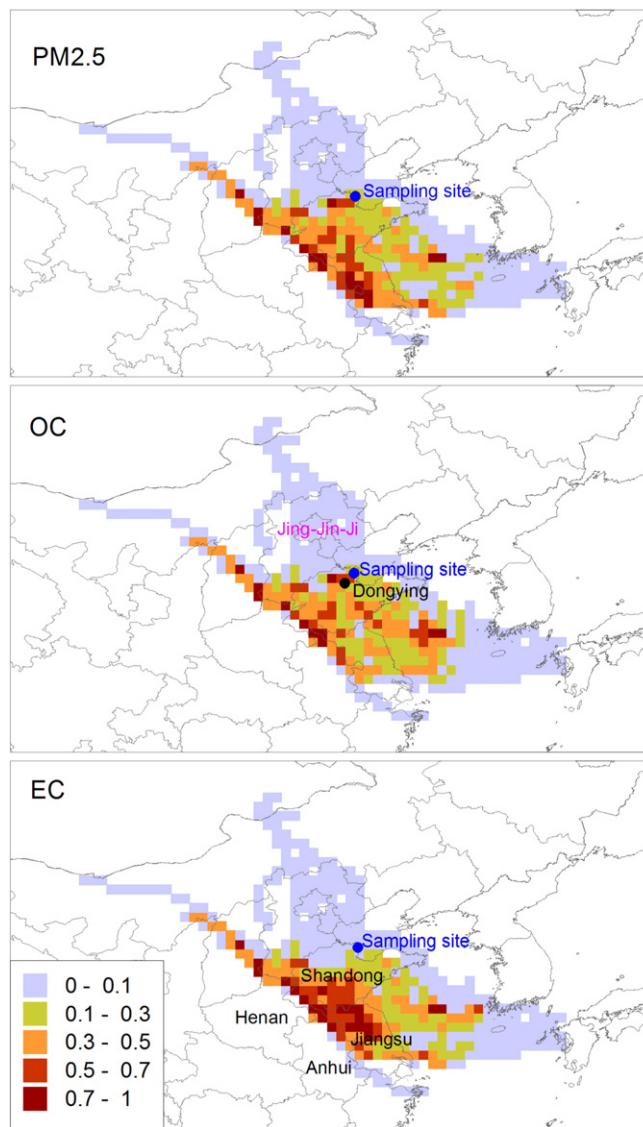 PM2.5
Sampling site
OC
Jing-Jin-Ji
Sampling site
Dongying
EC
Sampling site
Shandong
Henan
Jiangsu
Anhui
0 - 0.1
0.1 - 0.3
0.3 - 0.5
0.5 - 0.7
0.7 - 1